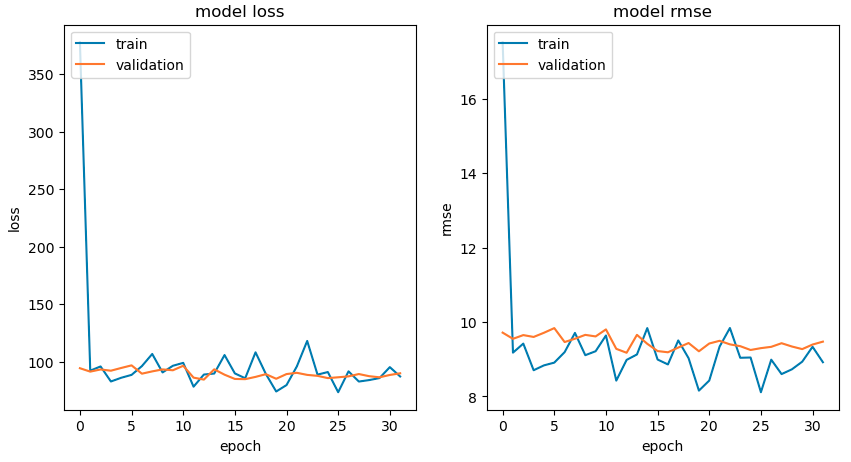 model loss
train
validation
350
300
250
200
150
100
loss
0 5 10 15 20 25 30
epoch
model rmse
train
validation
16
14
12
10
8
rmse
0 5 10 15 20 25 30
epoch